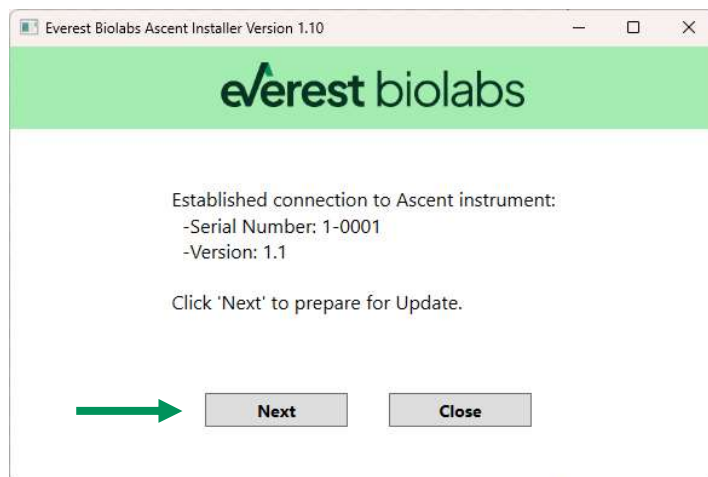 Everest Biolabs Ascent Installer Version 1.10
everest biolabs
Established connection to Ascent instrument:
-Serial Number: 1-0001
-Version: 1.1
Click 'Next' to prepare for Update.
Next
Close